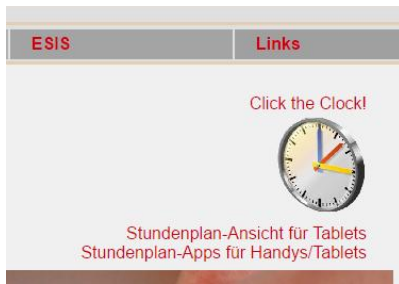 ESIS
Links
Click the Clock!
Stundenplan-Ansicht für Tablets
Stundenplan-Apps für Handys/Tablets